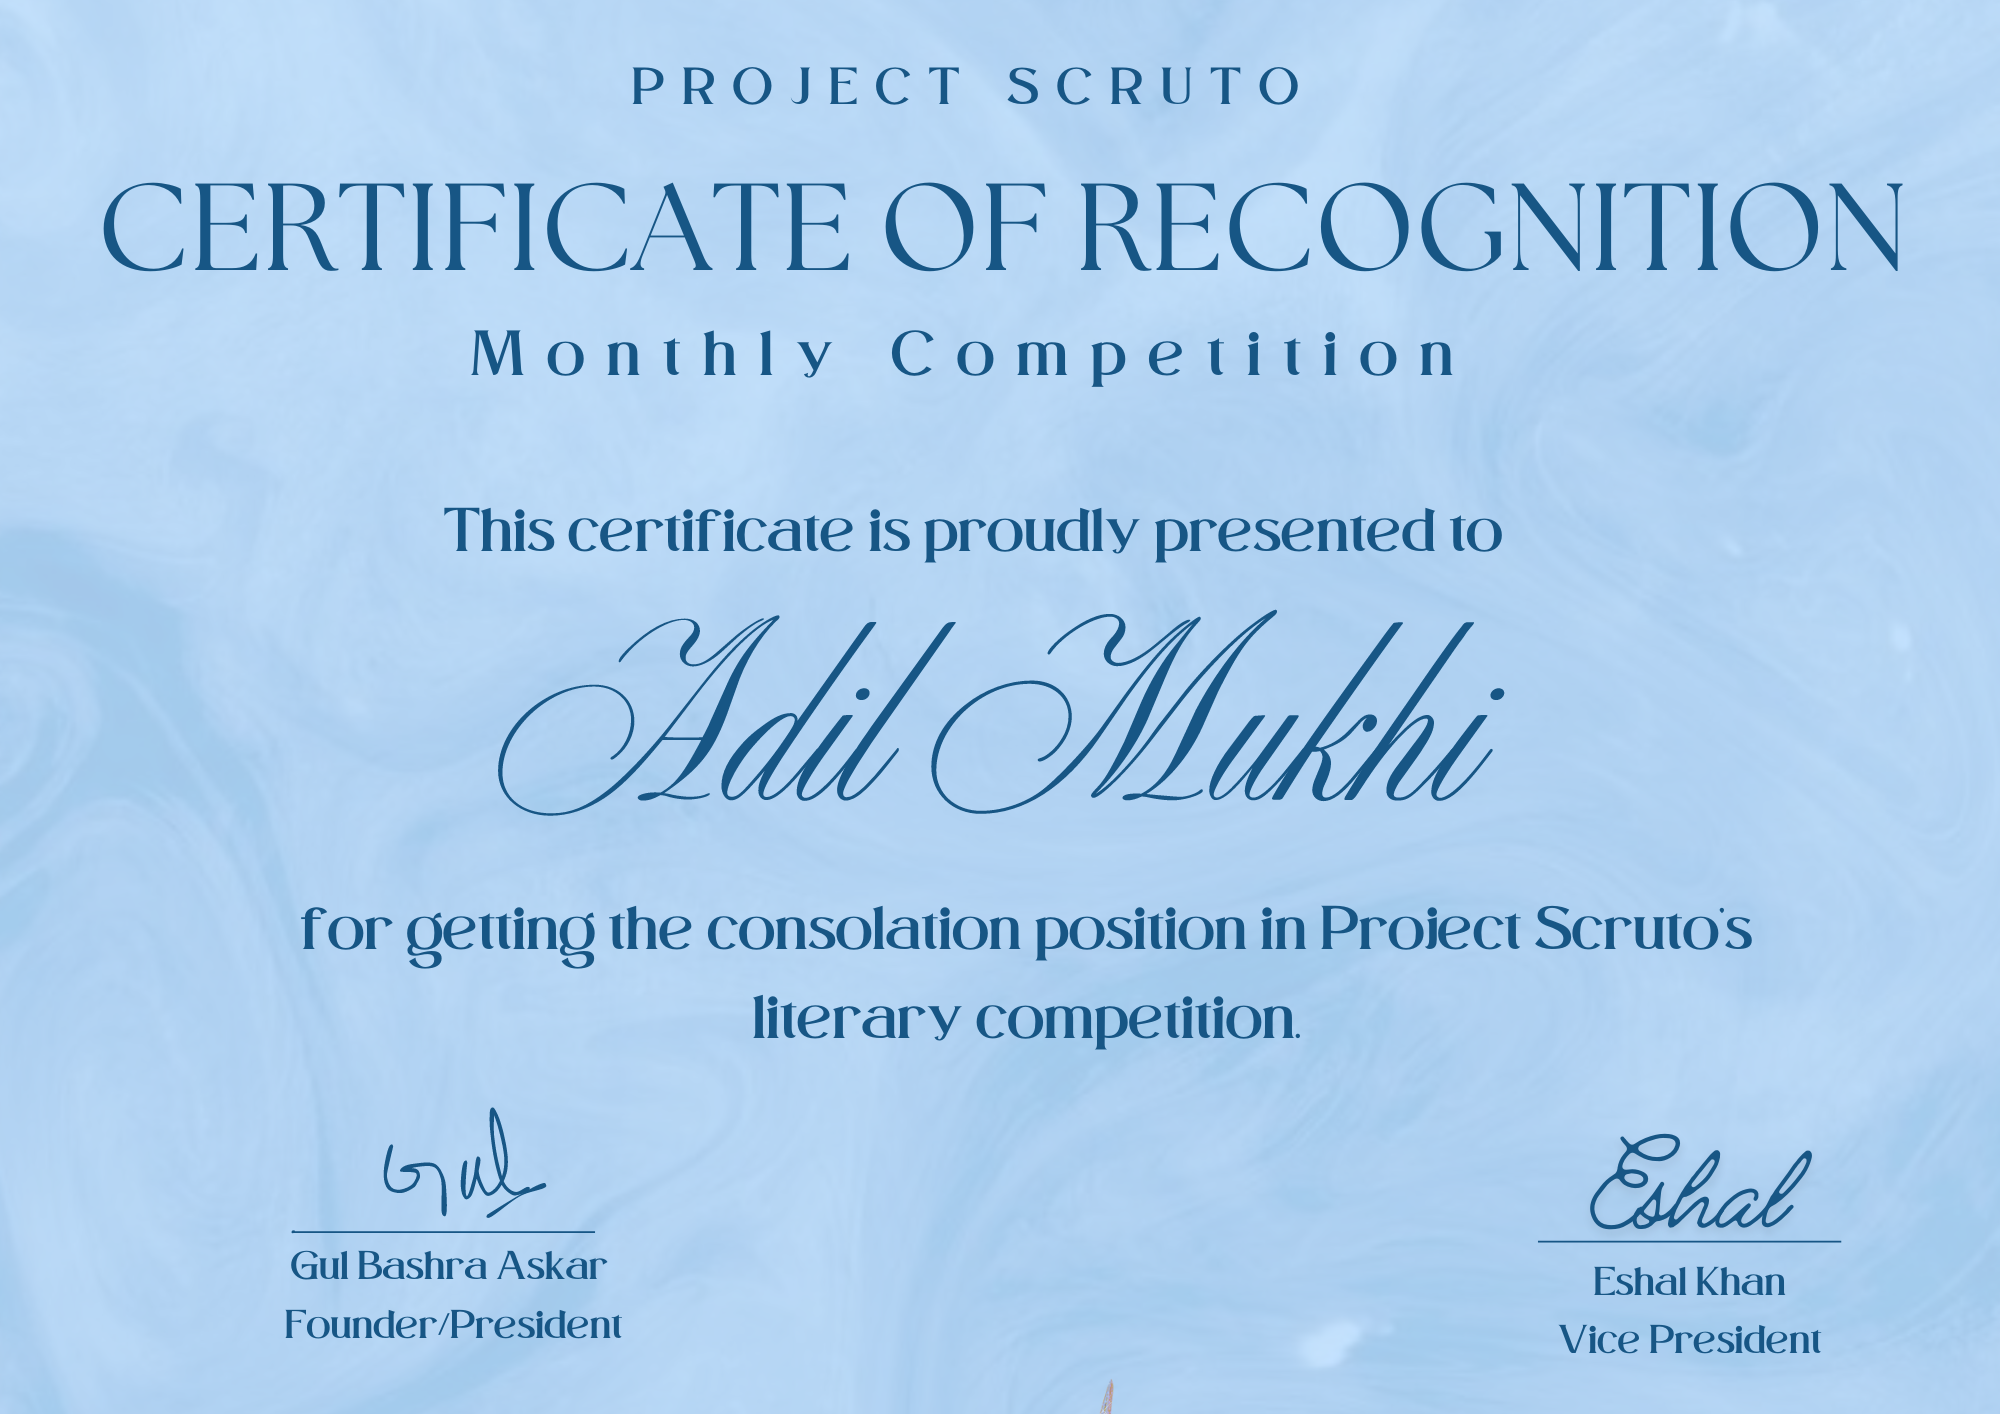 PROJECT SCRUTO
CERTIFICATE OF RECOGNITION
Monthly Competition
This certificate is proudly presented to
Adil Mukhi
for getting the consolation position in Project Scruto's
literary competition.
Gul
Gul Bashra Askar
Founder/President
Eshal
Eshal Khan
Vice President